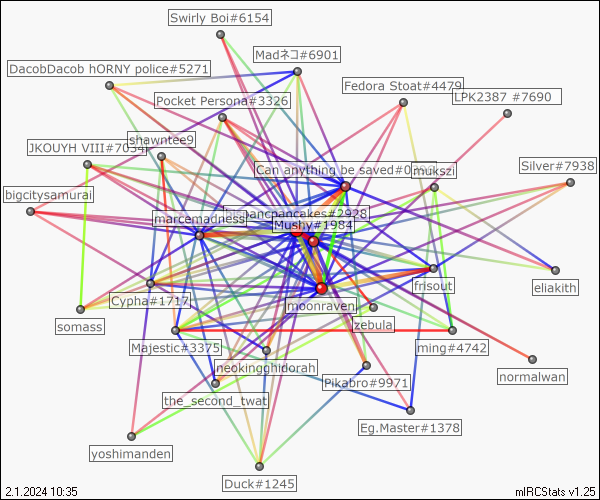 Swirly Boi#6154
Madネコ#6901
DacobDacob hORNY police#5271
Fedora Stoat#4479
LPK2387 #7690
Pocket Persona#3326
shawrtee9
JKOUYH VIII#7034
Can anything be saved#0
mukszi
Silver#7938
bigcitysamurai
marcemadness
pancpancakes#2928
Mushy#1984
Cypha#1717
moonraven
frisout
eliakith
somass
zebula
Majestic#3375
ming#4742
neokingghidorah
normalwan
Pikabro#9971
the_second_twat
Eg.Master#1378
yoshimanden
Duck#1245
2.1.2024 10:35
mIRCStats v1.25